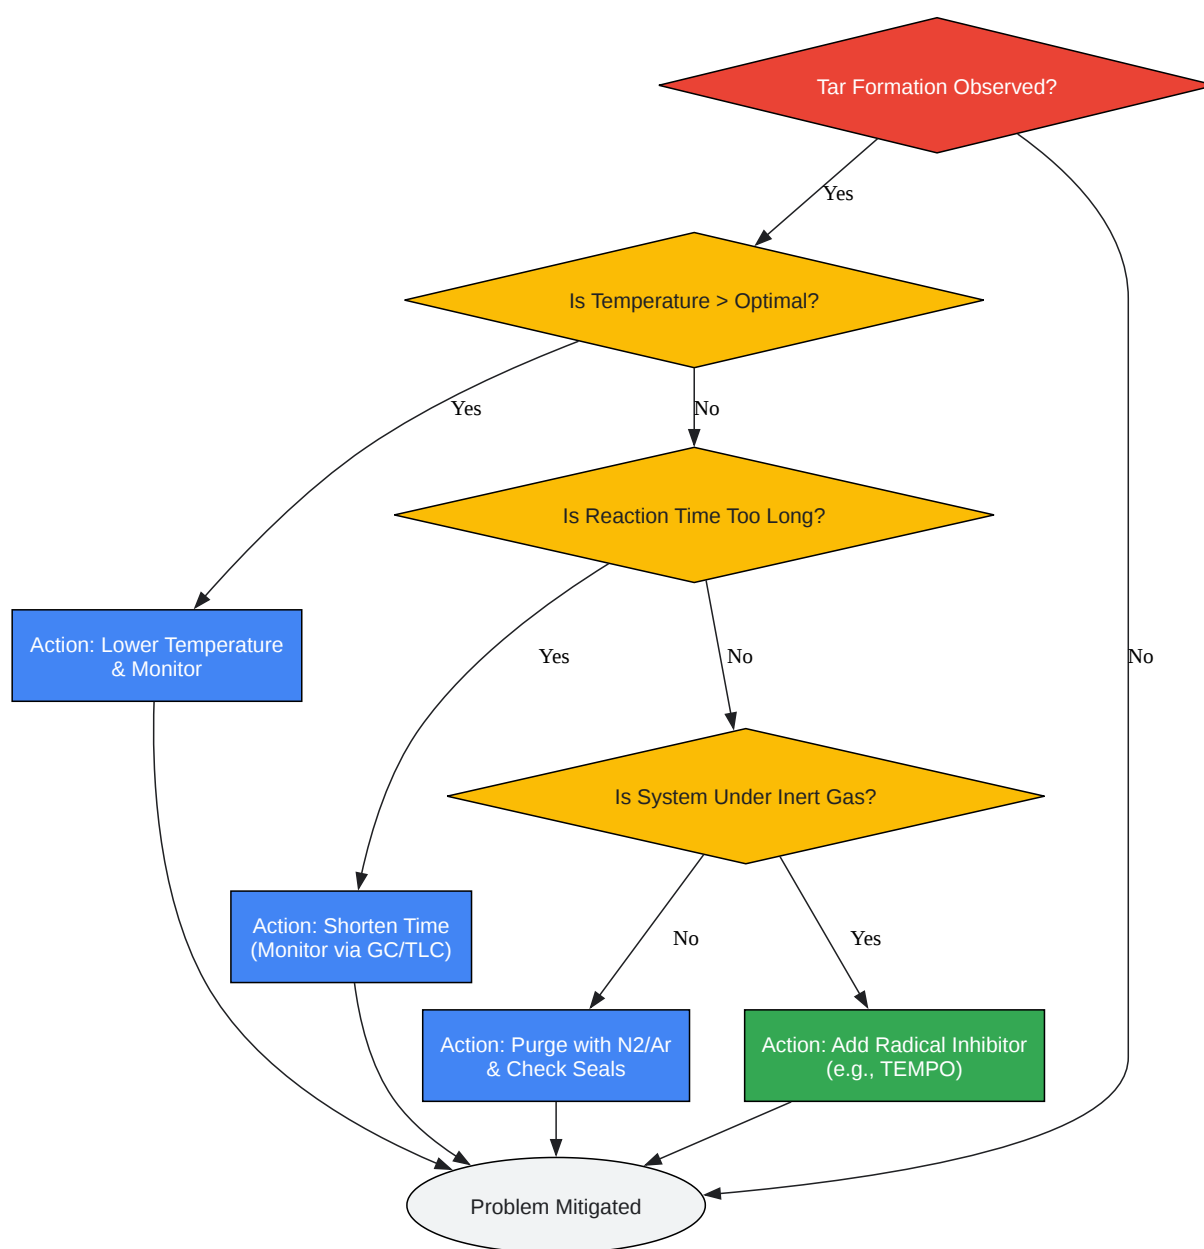 Tar Formation Observed?
Yes
Is Temperature > Optimal?
Yes
No
Is Reaction Time Too Long?
Action: Lower Temperature
& Monitor
Yes
No
No
Is System Under Inert Gas?
Action: Shorten Time
(Monitor via GC/TLC)
No
Yes
Action: Purge with N2/Ar
& Check Seals
Action: Add Radical Inhibitor
(e.g., TEMPO)
Problem Mitigated